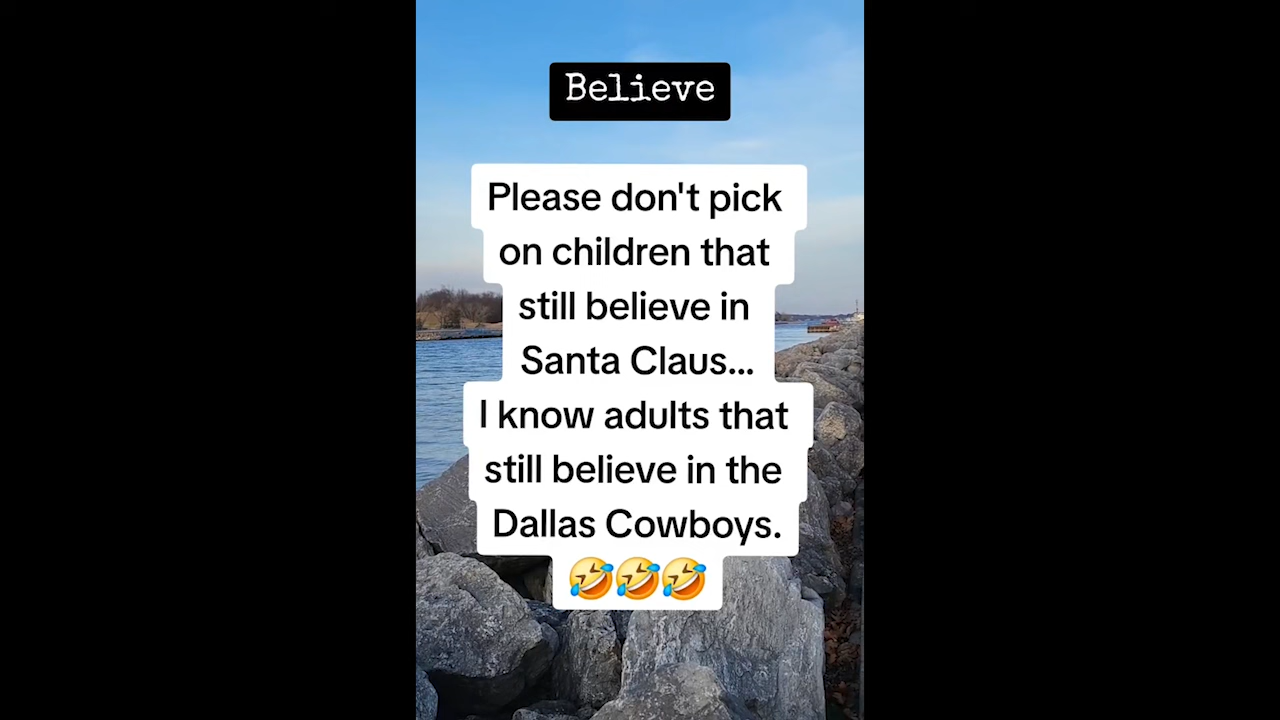 Believe
Please don't pick
on children that
still believe in
Santa Claus...
I know adults that
still believe in the
Dallas Cowboys.
🤣🤣🤣